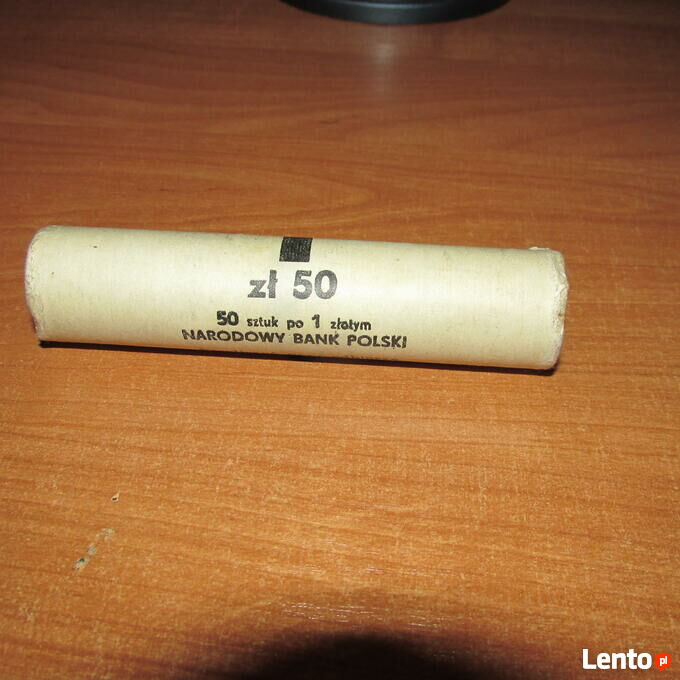 zł 50
50 sztuk po 1 złotym
NARODOWY BANK POLSKI
Lento.pl